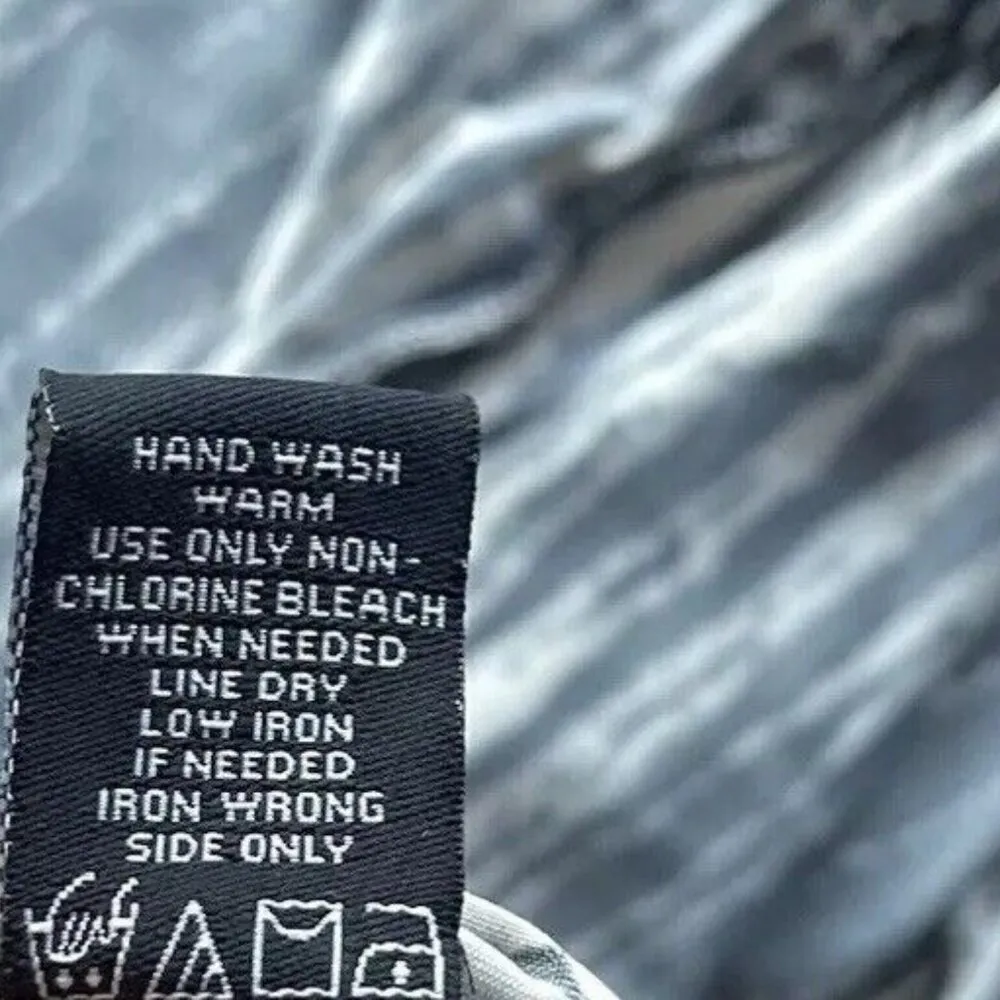 HAND WASH
WARM
USE ONLY NON-
CHLORINE BLEACH
WHEN NEEDED
LINE DRY
LOW IRON
IF NEEDED
IRON WRONG
SIDE ONLY